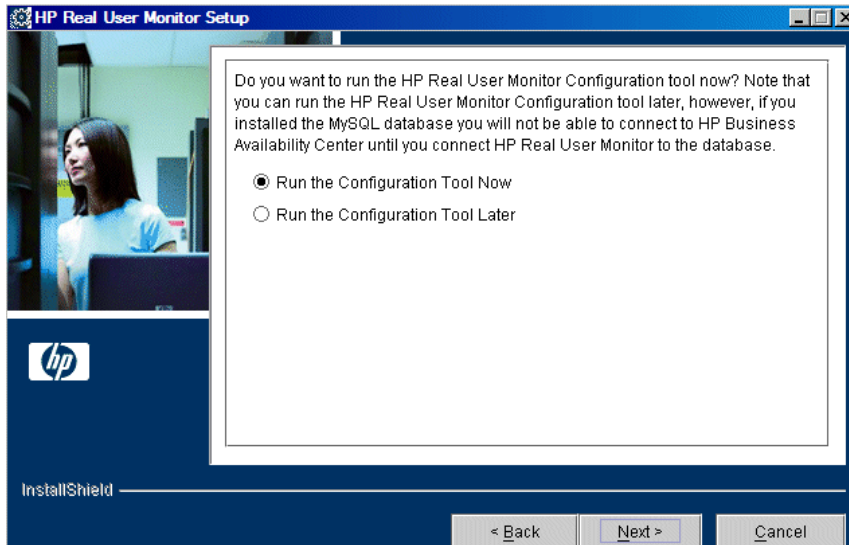 HP Real User Monitor Setup
Do you want to run the HP Real User Monitor Configuration tool now? Note that
you can run the HP Real User Monitor Configuration tool later, however, if you
installed the MySQL database you will not be able to connect to HP Business
Availability Center until you connect HP Real User Monitor to the database.
Run the Configuration Tool Now
Run the Configuration Tool Later
hp
InstallShield
< Back
Next >
Cancel